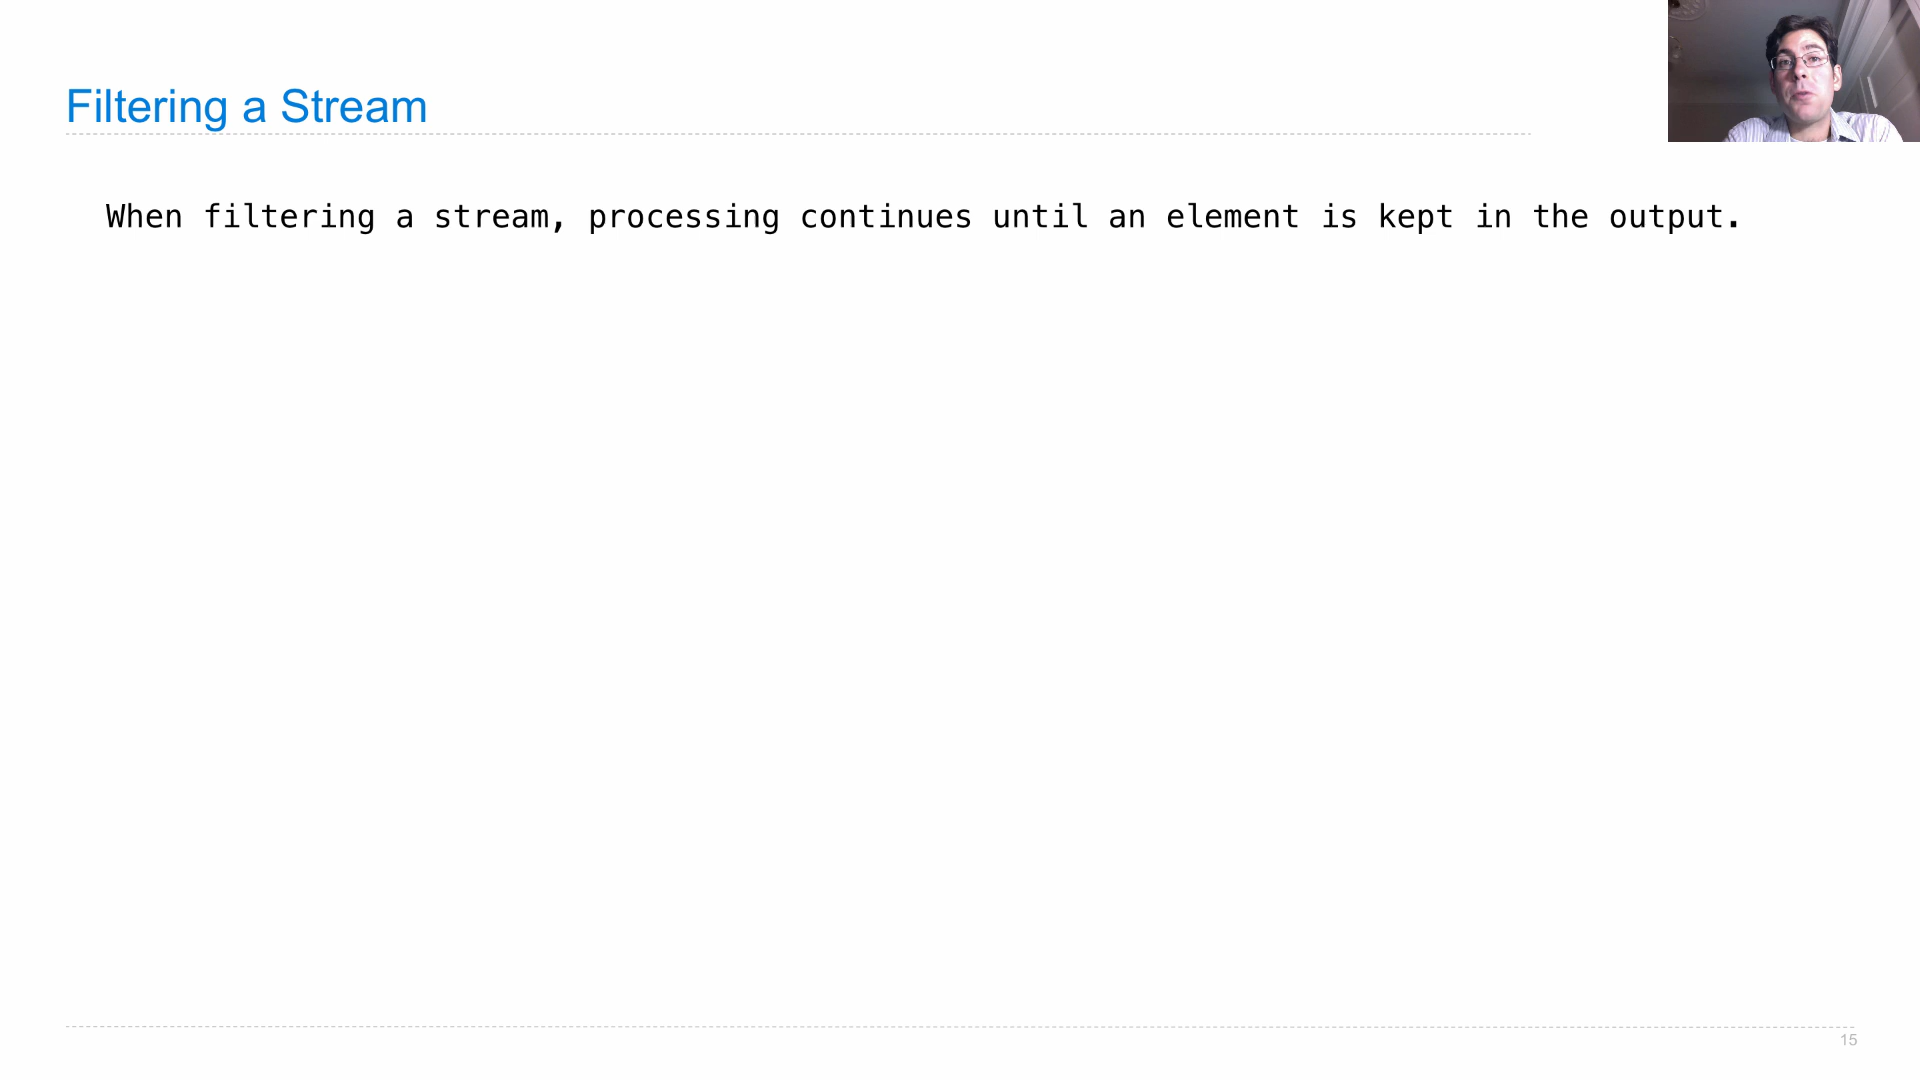 Filtering a Stream
When filtering a stream, processing continues until an element is kept in the output.
15